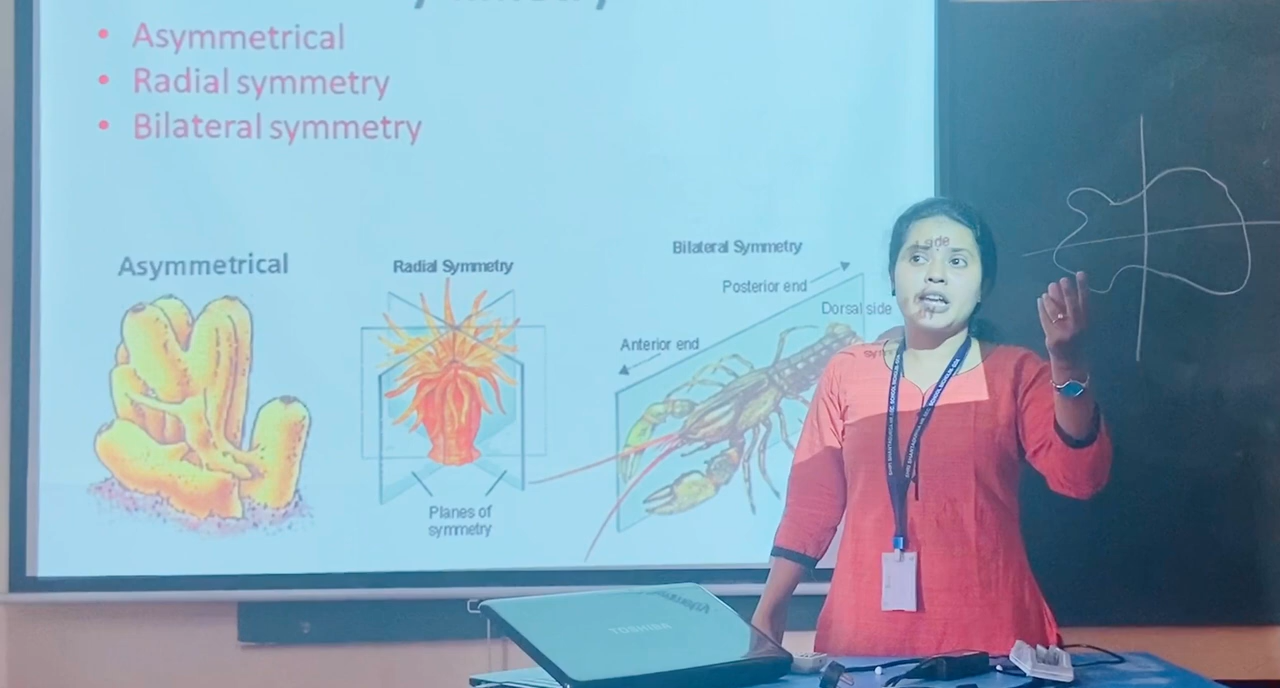 • Asymmetrical
• Radial symmetry
• Bilateral symmetry
Asymmetrical
Radial Symmetry
Planes of
symmetry
Bilateral Symmetry
Posterior end
Dorsal side
Anterior end
side
TOSHIBA